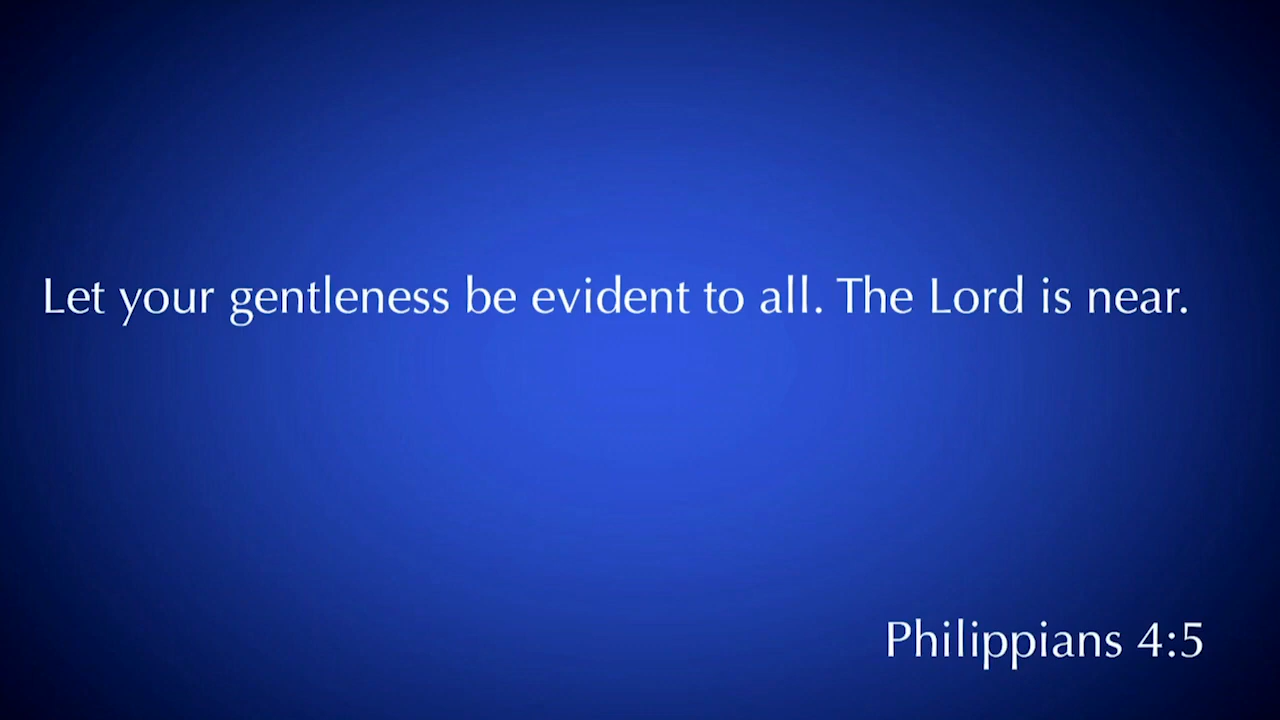 Let your gentleness be evident to all. The Lord is near.
Philippians 4:5